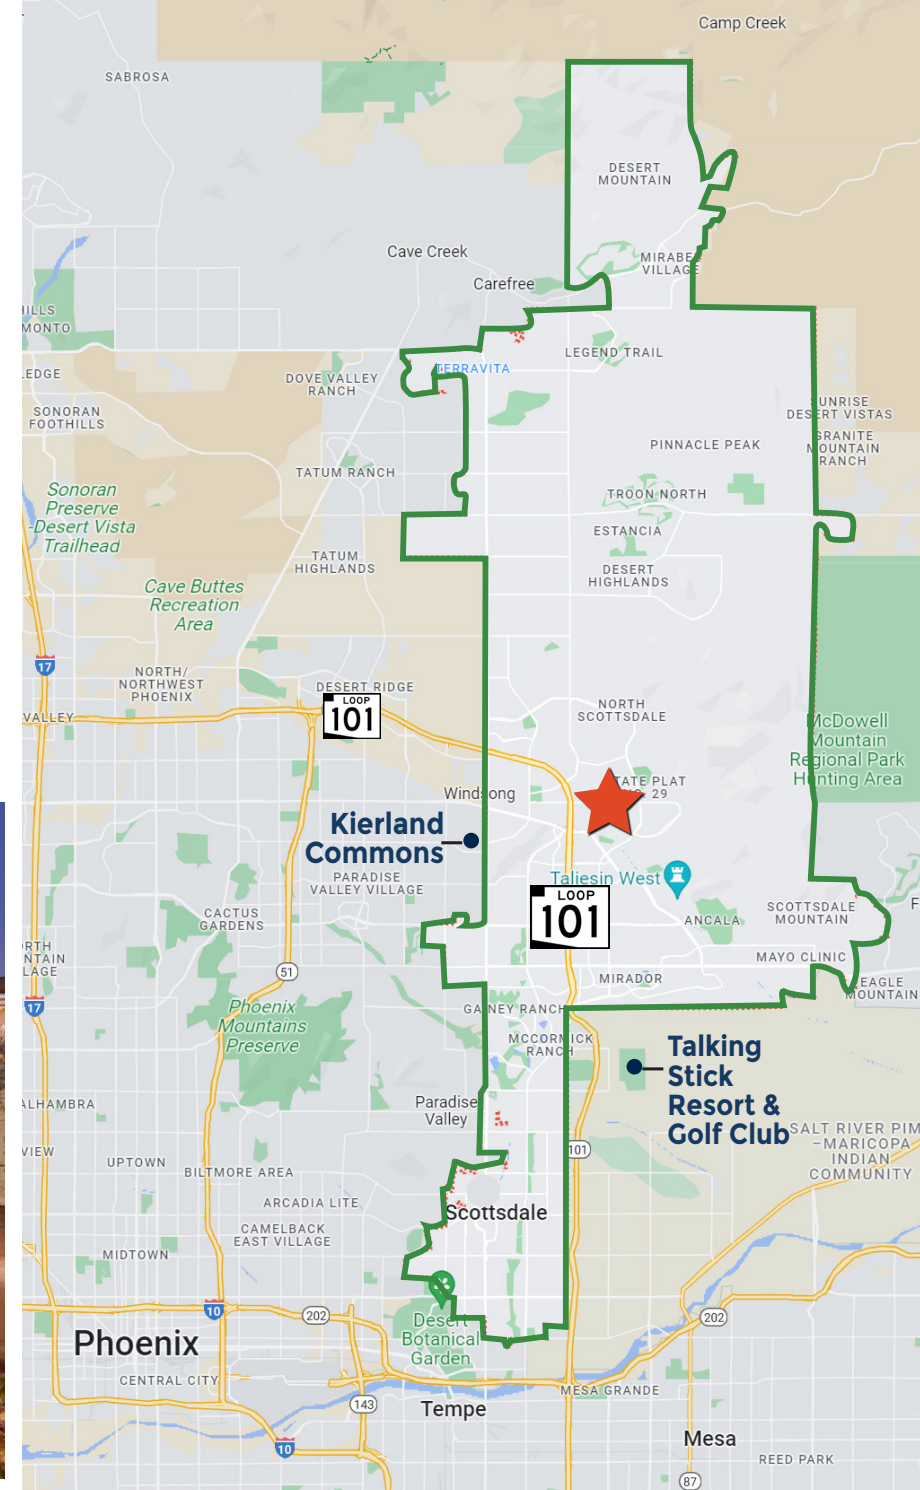 Camp Creek
SABROSA
DESERT
MOUNTAIN
Cave Creek
MIRABE
VILLAGE
Carefree
HILLS
MONTO
LEGEND TRAIL
TERRAVITA
EDGE
DOVE VALLEY
RANCH
SONORAN
FOOTHILLS
UNRISE
DESERT VISTAS
GRANITE
MOUNTAIN
RANCH
PINNACLE PEAK
TATUM RANCH
Sonoran
Preserve
-Desert Vista
Trailhead
TROON NORTH
ESTANCIA
TATUM
HIGHLANDS
DESERT
HIGHLANDS
Cave Buttes
Recreation
Area
17
NORTH/
NORTHWEST
PHOENIX
DESERT RIDGE
LOOP
101
VALLEY
NORTH
SCOTTSDALE
McDowell
Mountain
Regional Park
Hunting Area
TATE PLAT
29
Windsong
Kierland
Commons
PARADISE
VALLEY VILLAGE
Taliesin West
LOOP
101
CACTUS
GARDENS
ANCALA
SCOTTSDALE
MOUNTAIN
F
RTH
NTAIN
LAGE
51
MAYO CLINIC
MIRADOR
EAGLE
MOUNTAIN
17
Phoenix
Mountains
Preserve
GAINEY RANCH
MCCORMICK
RANCH
Talking
Stick
Resort &
Golf Club
ALHAMBRA
Paradise
Valley
SALT RIVER PIM
-MARICOPA
INDIAN
COMMUNITY
VIEW
UPTOWN
BILTMORE AREA
101
ARCADIA LITE
Scottsdale
CAMELBACK
EAST VILLAGE
MIDTOWN
10
202
202
Desert
Botanical
Garden
Phoenix
CENTRAL CITY
MESA GRANDE
143
Tempe
10
Mesa
REED PARK
87